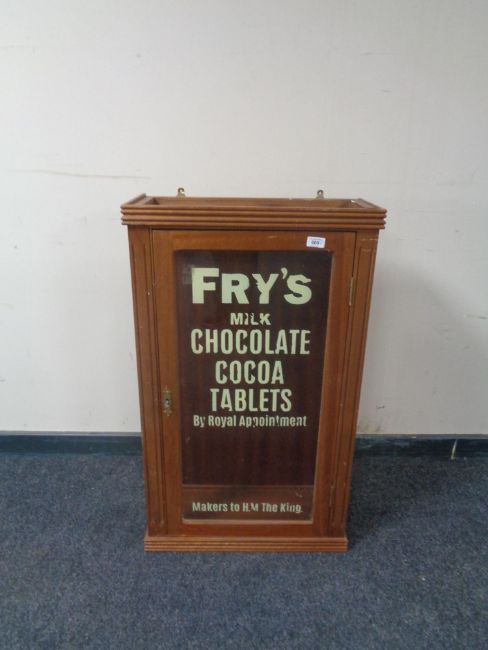 FRY'S
MILK
CHOCOLATE
COCOA
TABLETS
By Royal Appointment
Makers to H.M The King.